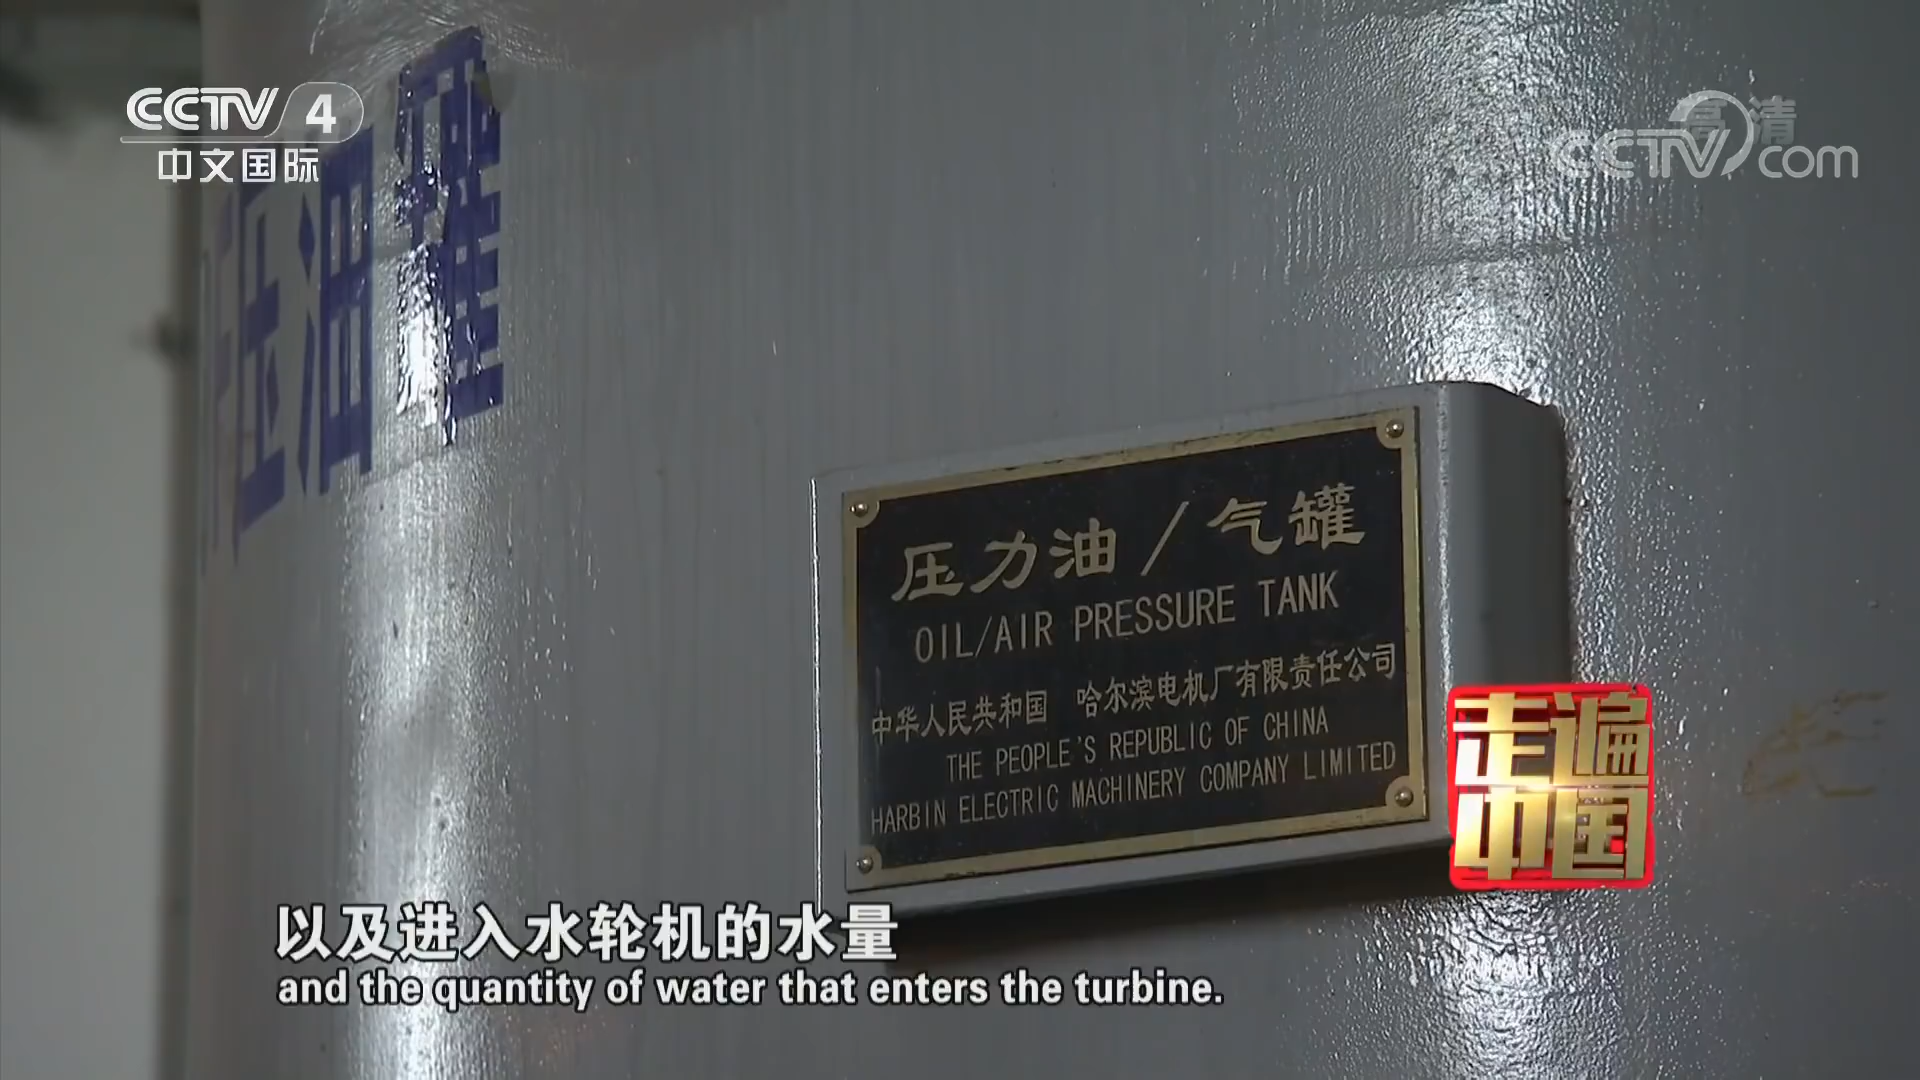 CCTV 4
中文国际
高清
CCTV.com
压油罐
压力油/气罐
OIL/AIR PRESSURE TANK
中华人民共和国 哈尔滨电机厂有限责任公司
THE PEOPLE'S REPUBLIC OF CHINA
HARBIN ELECTRIC MACHINERY COMPANY LIMITED
走遍
中国
以及进入水轮机的水量
and the quantity of water that enters the turbine.